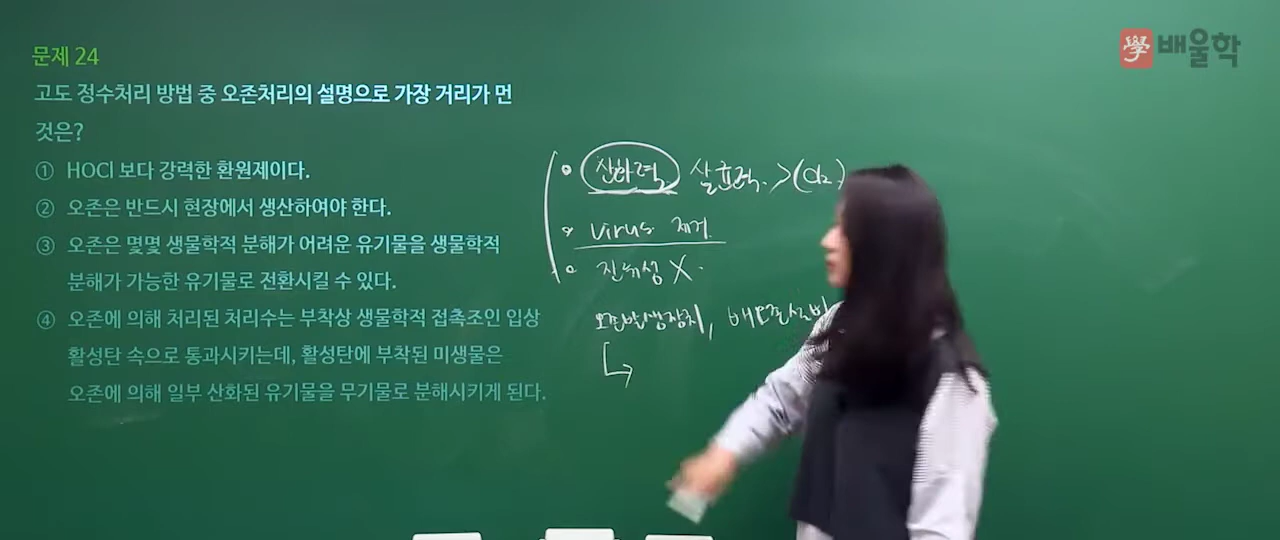 學 배울학
문제 24
고도 정수처리 방법 중 오존처리의 설명으로 가장 거리가 먼
것은?
① HOCl 보다 강력한 환원제이다.
② 오존은 반드시 현장에서 생산하여야 한다.
③ 오존은 몇몇 생물학적 분해가 어려운 유기물을 생물학적
분해가 가능한 유기물로 전환시킬 수 있다.
④ 오존에 의해 처리된 처리수는 부착상 생물학적 접촉조인 입상
활성탄 속으로 통과시키는데, 활성탄에 부착된 미생물은
오존에 의해 일부 산화된 유기물을 무기물로 분해시키게 된다.
산화력 살균력 > (Cl₂)
virus 제거
잔류성 X
오존발생장치, 배오존설비